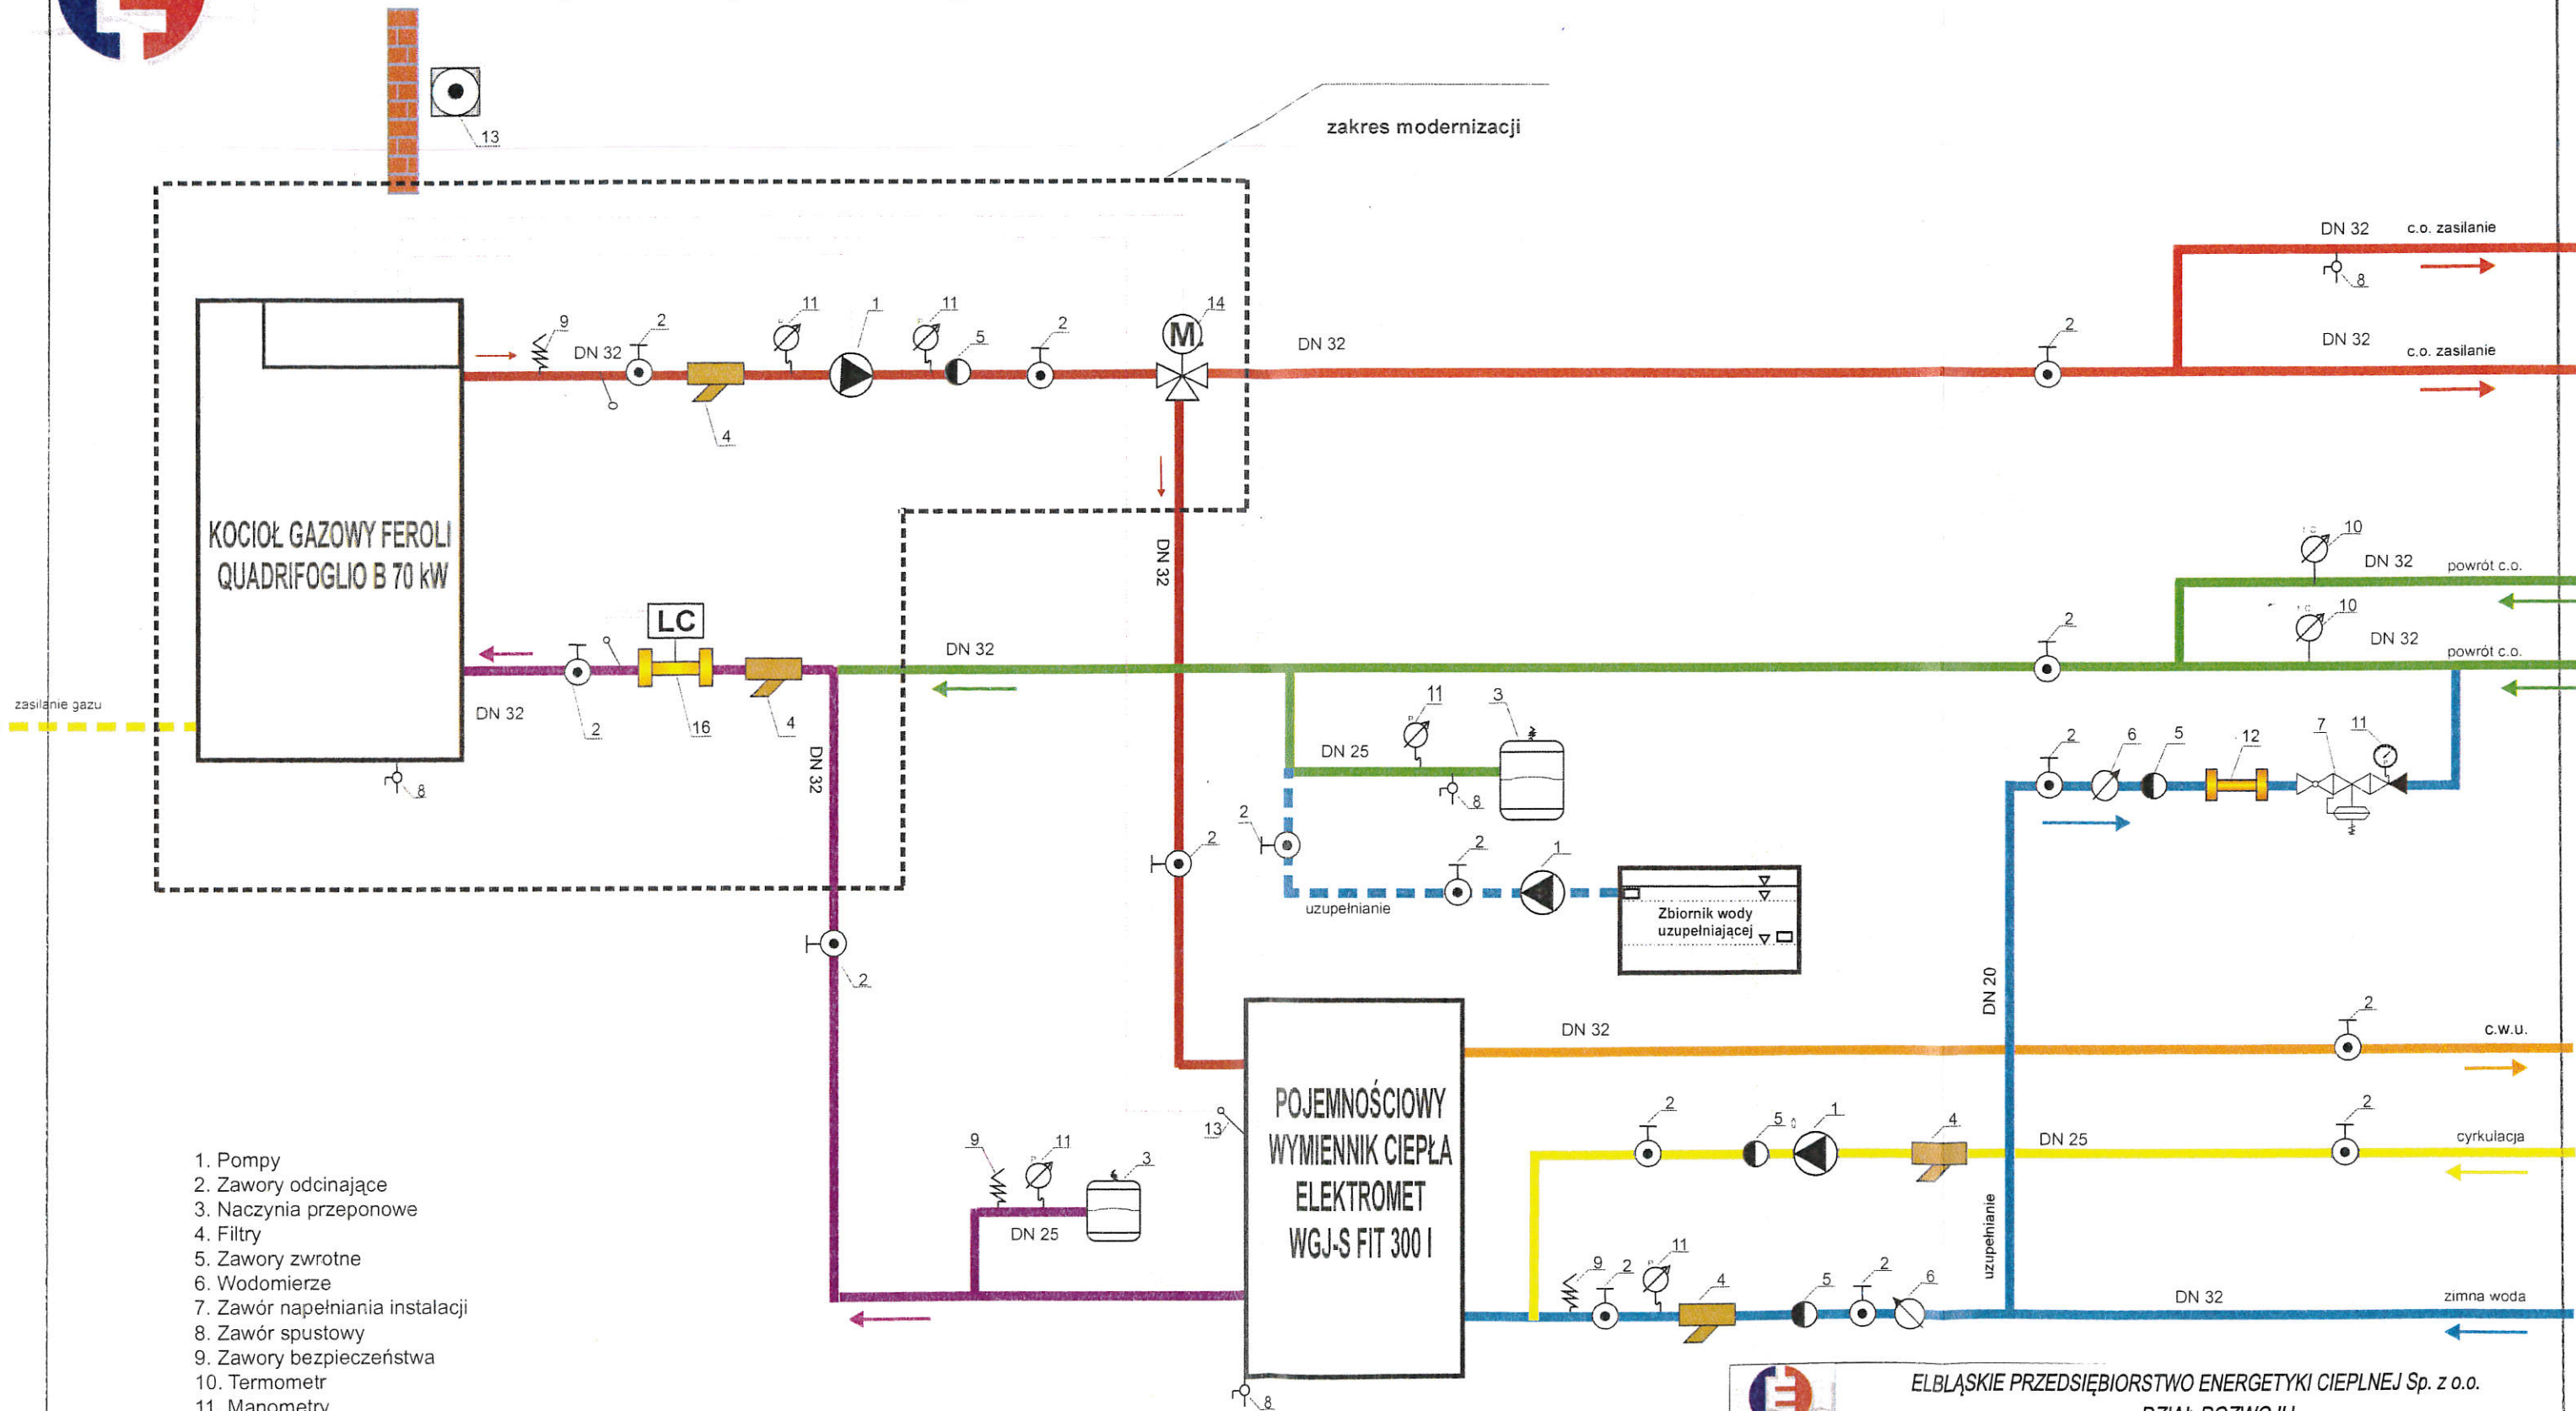 13
zakres modernizacji
DN 32 c.o. zasilanie
8
9
DN 32
2
11
1
11
5
2
14
M
DN 32
2
DN 32
c.o. zasilanie
4
KOCIOŁ GAZOWY FEROLI
QUADRIFOGLIO B 70 kW
DN 32
10
DN 32 powrót c.o.
10
DN 32
powrót c.o.
LC
DN 32
2
zasilanie gazu
DN 32
2
16
4
DN 32
8
DN 25
11
3
8
2
6
5
12
7
11
2
2
2
1
uzupełnianie
Zbiornik wody
uzupełniającej
2
DN 20
DN 32
2
c.w.u.
POJEMNOŚCIOWY
WYMIENNIK CIEPŁA
ELEKTROMET
WGJ-S FIT 300 l
13
2
5
1
4
DN 25
2
cyrkulacja
9
11
3
DN 25
uzupełnianie
9
2
11
4
5
2
6
DN 32
zimna woda
8
1. Pompy
2. Zawory odcinające
3. Naczynia przeponowe
4. Filtry
5. Zawory zwrotne
6. Wodomierze
7. Zawór napełniania instalacji
8. Zawór spustowy
9. Zawory bezpieczeństwa
10. Termometr
11. Manometry
ELBLĄSKIE PRZEDSIĘBIORSTWO ENERGETYKI CIEPLNEJ Sp. z o.o.
DZIAŁ ROZWOJU